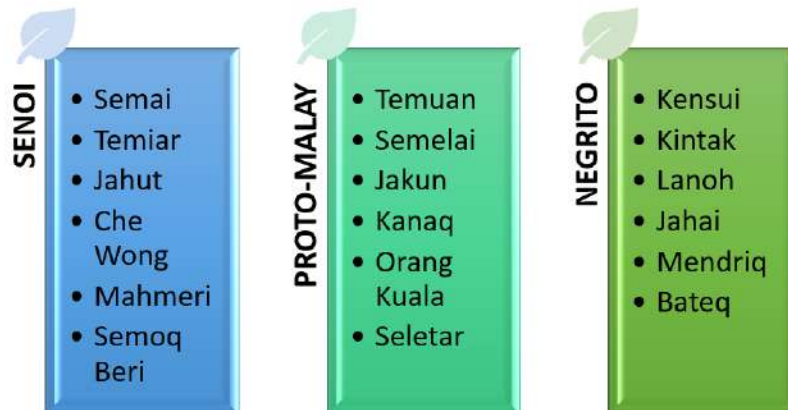 SENOI
• Semai
• Temiar
• Jahut
• Che
Wong
• Mahmeri
• Semoq
Beri
PROTO-MALAY
• Temuan
• Semelai
• Jakun
• Kanaq
• Orang
Kuala
• Seletar
NEGRITO
• Kensui
• Kintak
• Lanoh
• Jahai
• Mendriq
• Bateq